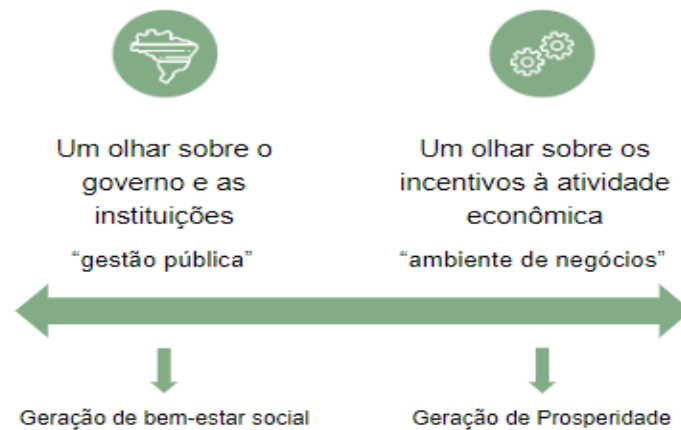 Um olhar sobre o
governo e as
instituições
“gestão pública”
Um olhar sobre os
incentivos à atividade
econômica
“ambiente de negócios”
Geração de bem-estar social
Geração de Prosperidade